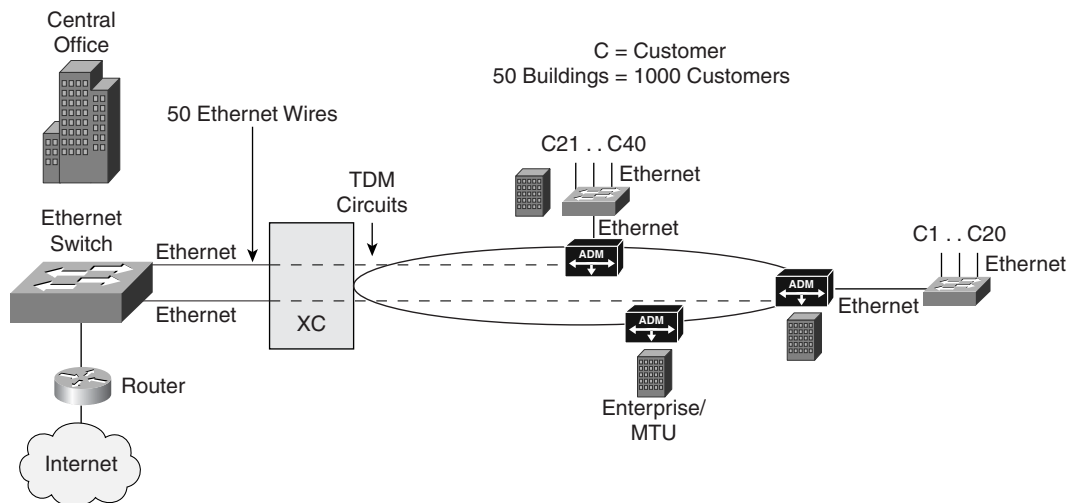 Central
Office
C = Customer
50 Buildings = 1000 Customers
50 Ethernet Wires
C21 . . C40
Ethernet
TDM
Circuits
Ethernet
Ethernet
Switch
Ethernet
ADM
C1 . . C20
Ethernet
ADM
Ethernet
Ethernet
XC
ADM
Router
Enterprise/
MTU
Internet